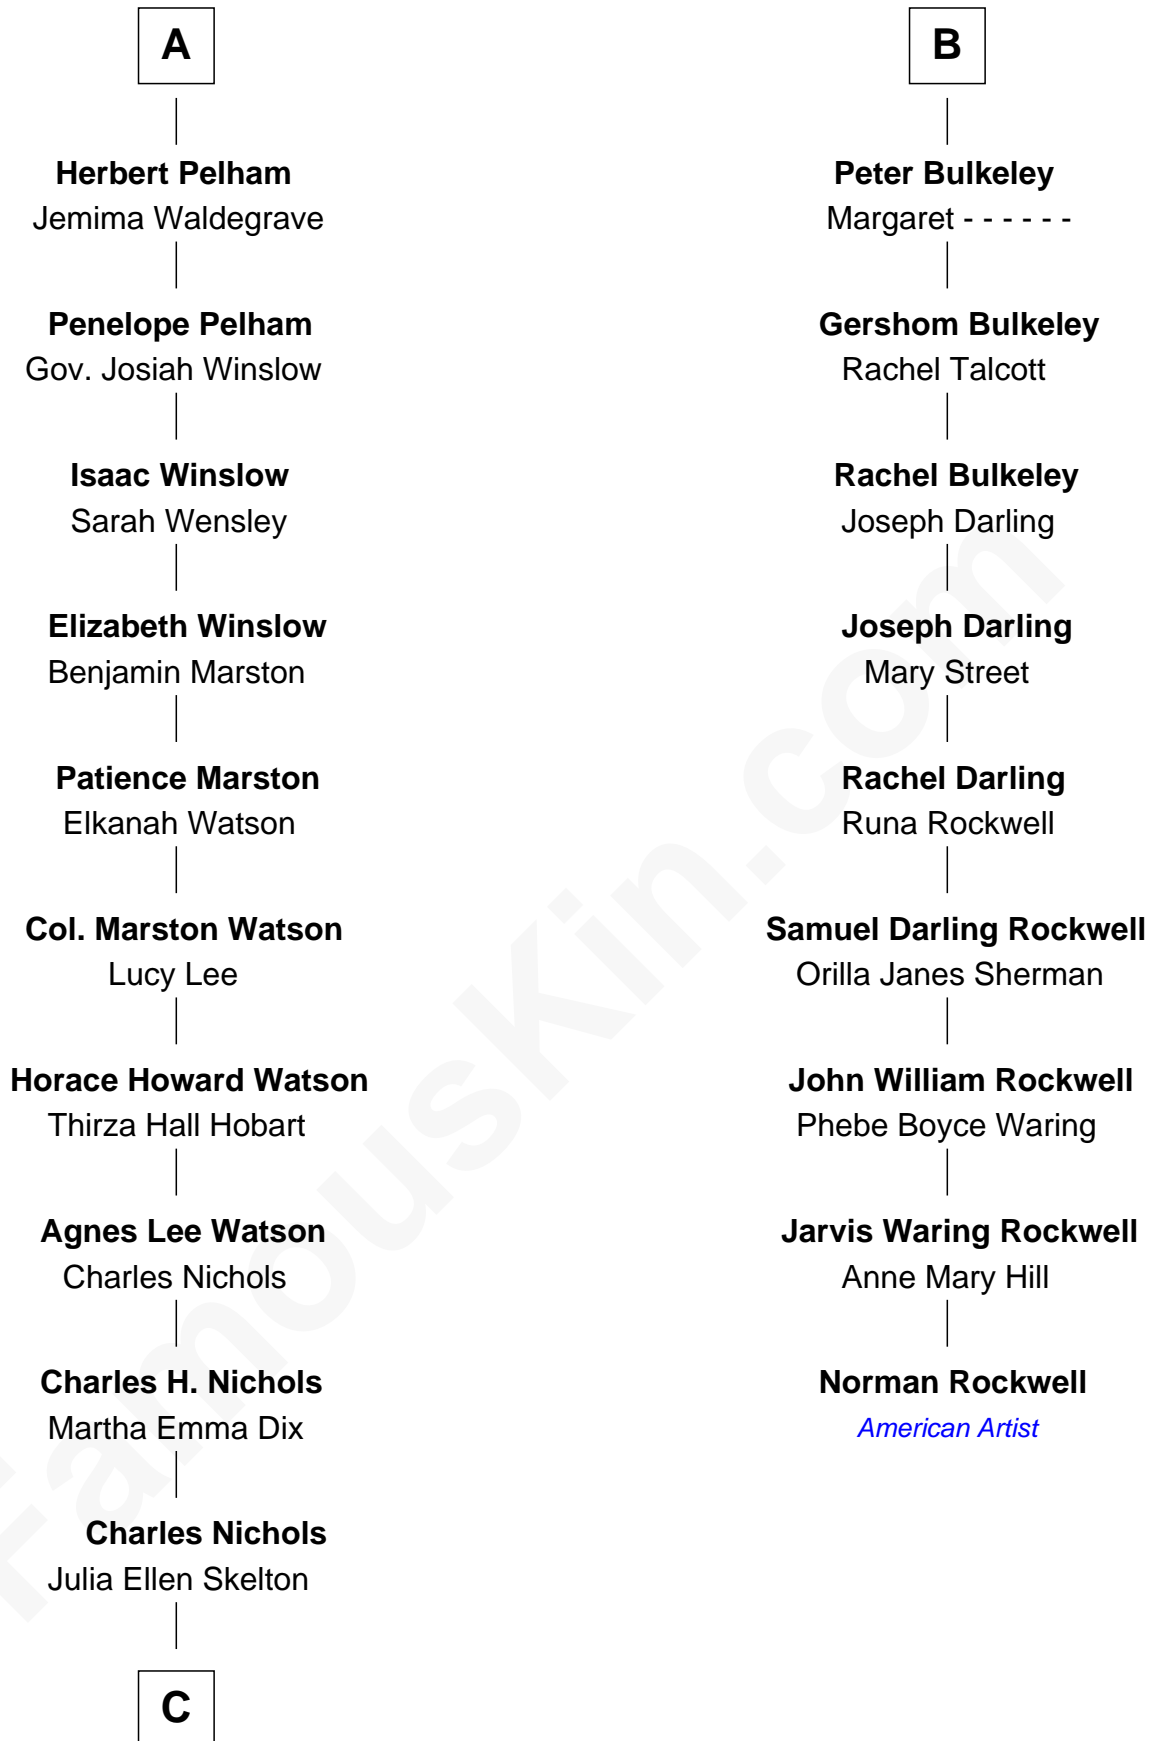 A
Herbert Pelham
Jemima Waldegrave
Penelope Pelham
Gov. Josiah Winslow
Isaac Winslow
Sarah Wensley
Elizabeth Winslow
Benjamin Marston
Patience Marston
Elkanah Watson
Col. Marston Watson
Lucy Lee
Horace Howard Watson
Thirza Hall Hobart
Agnes Lee Watson
Charles Nichols
Charles H. Nichols
Martha Emma Dix
Charles Nichols
Julia Ellen Skelton
C
B
Peter Bulkeley
Margaret - - - - - -
Gershom Bulkeley
Rachel Talcott
Rachel Bulkeley
Joseph Darling
Joseph Darling
Mary Street
Rachel Darling
Runa Rockwell
Samuel Darling Rockwell
Orilla Janes Sherman
John William Rockwell
Phebe Boyce Waring
Jarvis Waring Rockwell
Anne Mary Hill
Norman Rockwell
American Artist
FamousKin.com